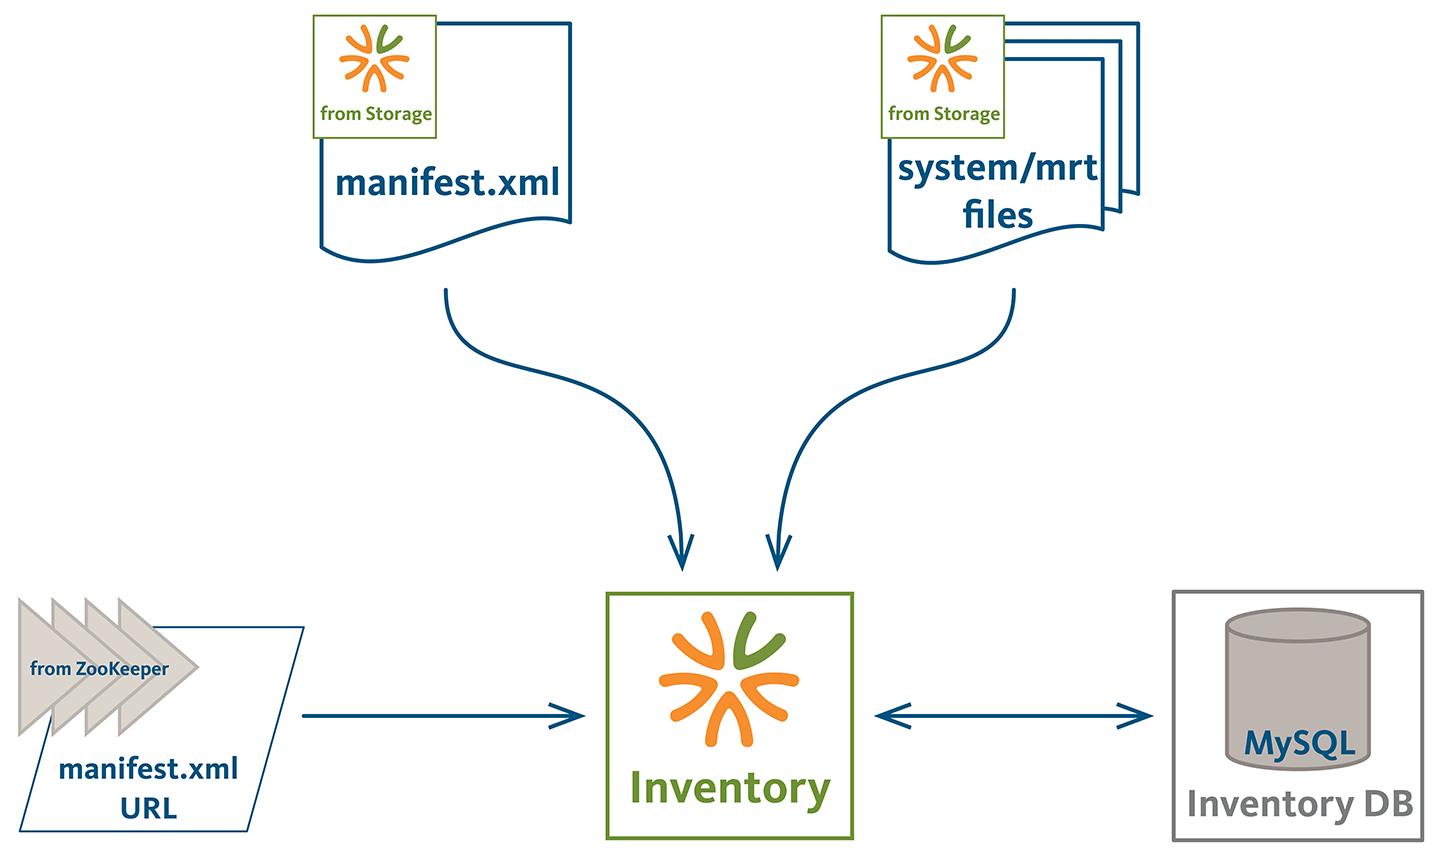 from Storage
manifest.xml
from Storage
system/mrt
files
from ZooKeeper
manifest.xml
URL
Inventory
MySQL
Inventory DB